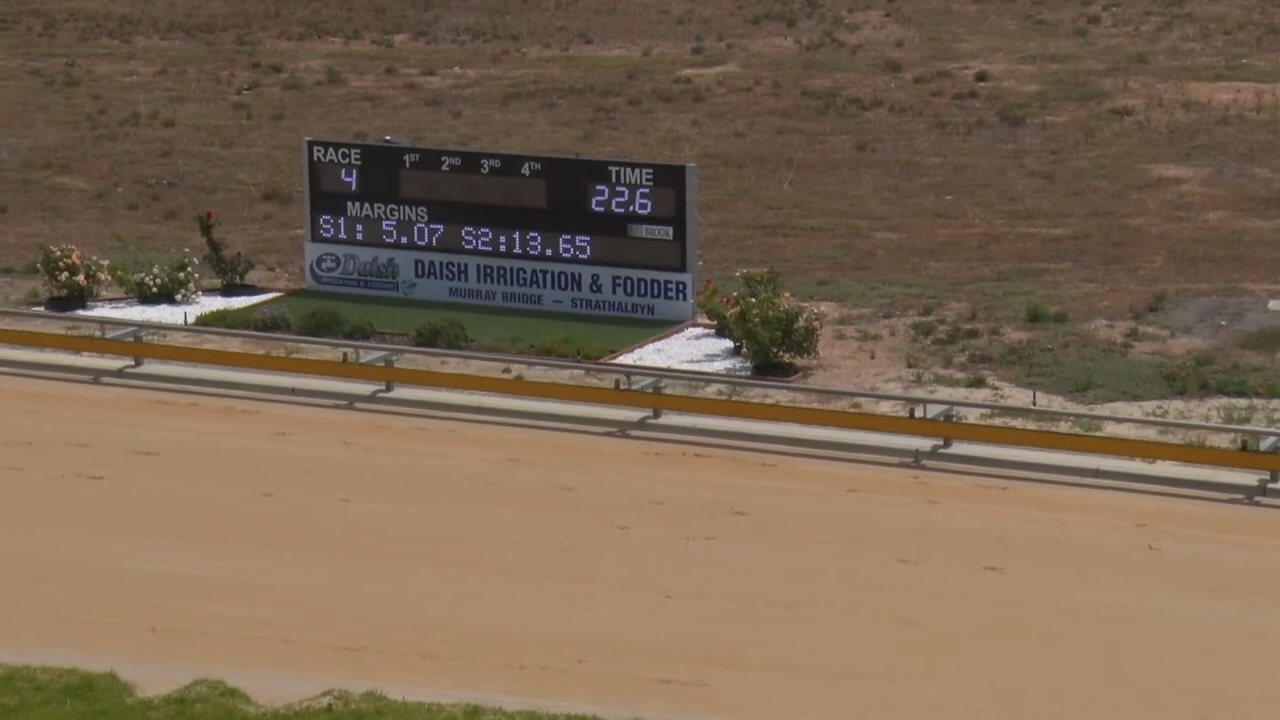 RACE 1ST 2ND 3RD 4TH TIME
4 22.6
MARGINS
S1: 5.07 S2:13.65
BROOK
Daish DAISH IRRIGATION & FODDER
IRRIGATION & FODDER
MURRAY BRIDGE — STRATHALBYN